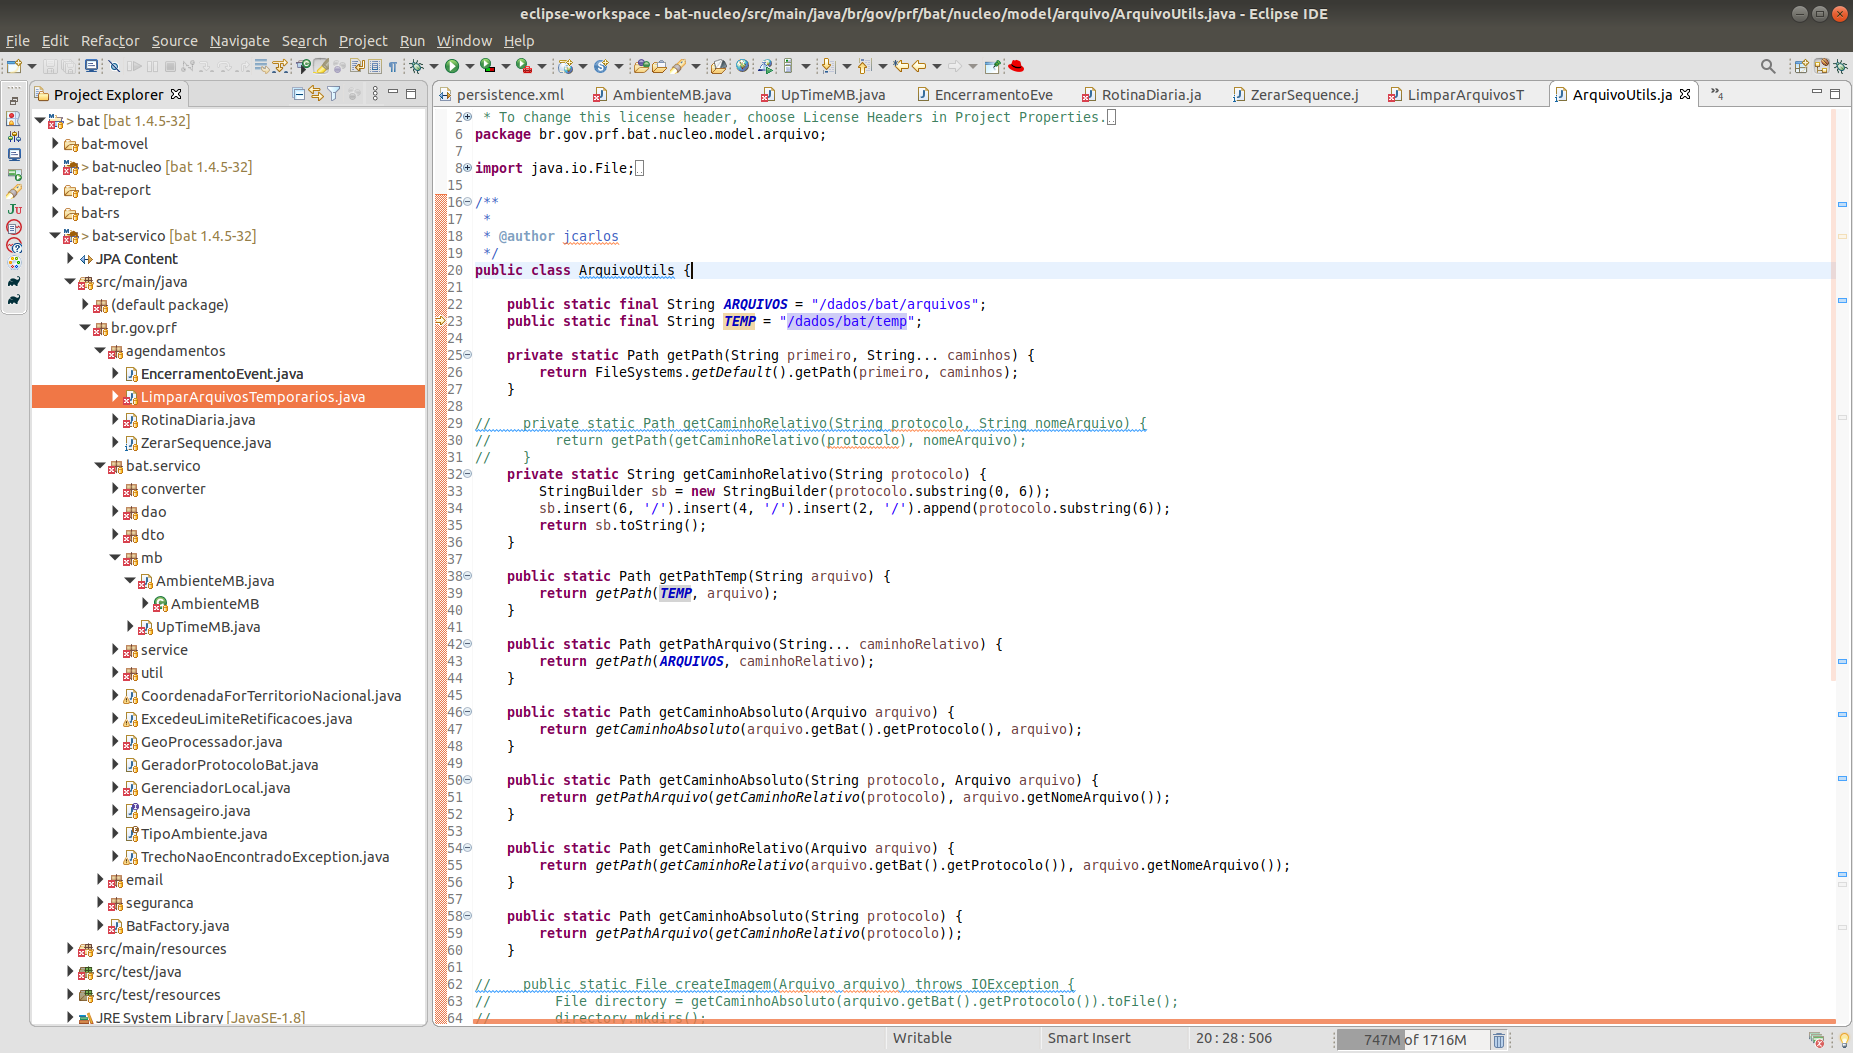 eclipse-workspace - bat-nucleo/src/main/java/br/gov/prf/bat/nucleo/model/arquivo/ArquivoUtils.java - Eclipse IDE
File Edit Refactor Source Navigate Search Project Run Window Help
Project Explorer
> bat [bat 1.4.5-32]
bat-movel
> bat-nucleo [bat 1.4.5-32]
bat-report
bat-rs
> bat-servico [bat 1.4.5-32]
JPA Content
src/main/java
(default package)
br.gov.prf
agendamentos
EncerramentoEvent.java
LimparArquivosTemporarios.java
RotinaDiaria.java
ZerarSequence.java
bat.servico
converter
dao
dto
mb
AmbienteMB.java
AmbienteMB
UpTimeMB.java
service
util
CoordenadaForTerritorioNacional.java
ExcedeuLimiteRetificacoes.java
GeoProcessador.java
GeradorProtocoloBat.java
GerenciadorLocal.java
Mensageiro.java
TipoAmbiente.java
TrechoNaoEncontradoException.java
email
seguranca
BatFactory.java
src/main/resources
src/test/java
src/test/resources
JRE System Library [JavaSE-1.8]
persistence.xml AmbienteMB.java UpTimeMB.java EncerramentoEve RotinaDiaria.ja ZerarSequence.j LimparArquivosT ArquivoUtils.ja »4
2 * To change this license header, choose License Headers in Project Properties.
6 package br.gov.prf.bat.nucleo.model.arquivo;
7
8 import java.io.File;
15
16 /**
17 *
18 * @author jcarlos
19 */
20 public class ArquivoUtils {
21
22 public static final String ARQUIVOS = "/dados/bat/arquivos";
23 public static final String TEMP = "/dados/bat/temp";
24
25 private static Path getPath(String primeiro, String... caminhos) {
26 return FileSystems.getDefault().getPath(primeiro, caminhos);
27 }
28
29 // private static Path getCaminhoRelativo(String protocolo, String nomeArquivo) {
30 // return getPath(getCaminhoRelativo(protocolo), nomeArquivo);
31 // }
32 private static String getCaminhoRelativo(String protocolo) {
33 StringBuilder sb = new StringBuilder(protocolo.substring(0, 6));
34 sb.insert(6, '/').insert(4, '/').insert(2, '/').append(protocolo.substring(6));
35 return sb.toString();
36 }
37
38 public static Path getPathTemp(String arquivo) {
39 return getPath(TEMP, arquivo);
40 }
41
42 public static Path getPathArquivo(String... caminhoRelativo) {
43 return getPath(ARQUIVOS, caminhoRelativo);
44 }
45
46 public static Path getCaminhoAbsoluto(Arquivo arquivo) {
47 return getCaminhoAbsoluto(arquivo.getBat().getProtocolo(), arquivo);
48 }
49
50 public static Path getCaminhoAbsoluto(String protocolo, Arquivo arquivo) {
51 return getPathArquivo(getCaminhoRelativo(protocolo), arquivo.getNomeArquivo());
52 }
53
54 public static Path getCaminhoRelativo(Arquivo arquivo) {
55 return getPath(getCaminhoRelativo(arquivo.getBat().getProtocolo()), arquivo.getNomeArquivo());
56 }
57
58 public static Path getCaminhoAbsoluto(String protocolo) {
59 return getPathArquivo(getCaminhoRelativo(protocolo));
60 }
61
62 // public static File createImagem(Arquivo arquivo) throws IOException {
63 // File directory = getCaminhoAbsoluto(arquivo.getBat().getProtocolo()).toFile();
64 // directory.mkdirs();
Writable Smart Insert 20 : 28 : 506 747M of 1716M